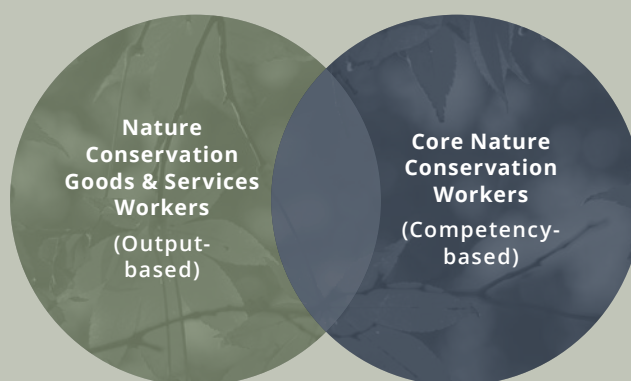 Nature
Conservation
Goods & Services
Workers
(Output-
based)
Core Nature
Conservation
Workers
(Competency-
based)